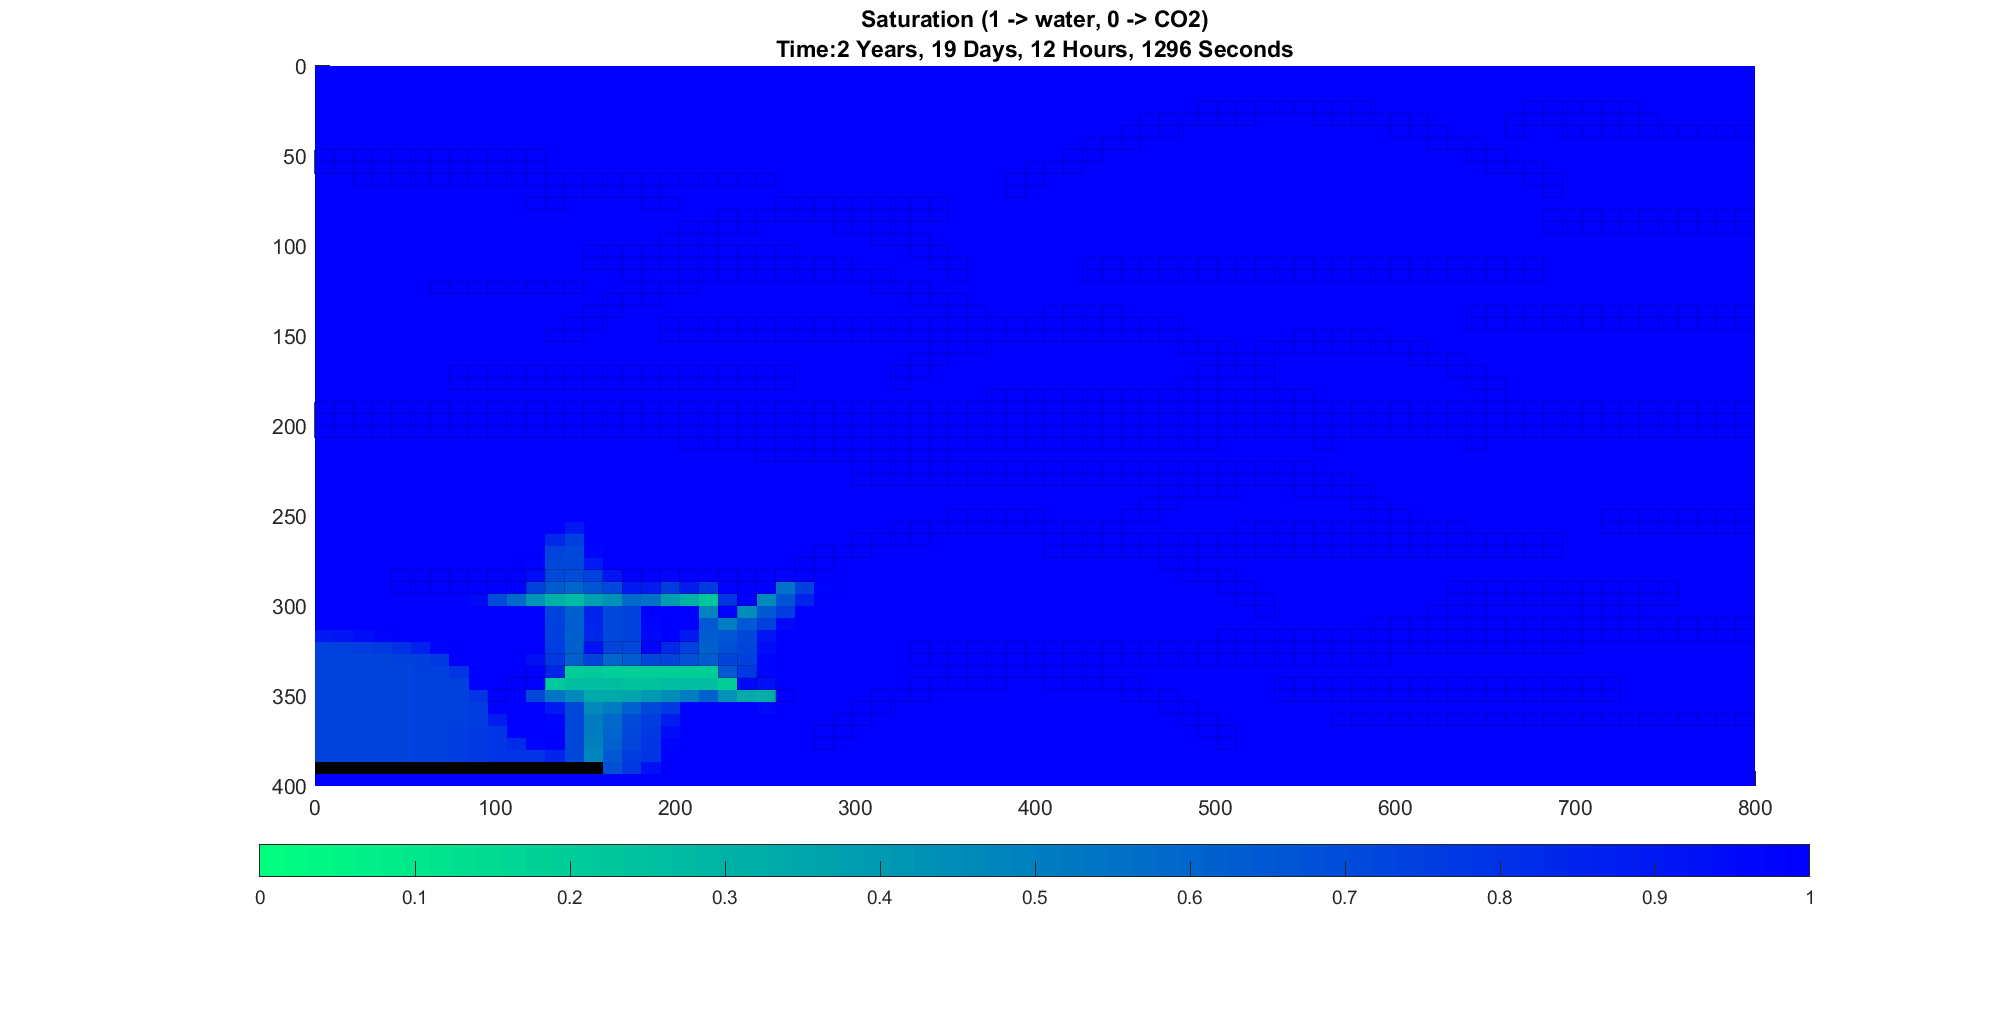 Saturation (1 -> water, 0 -> CO2)
Time:2 Years, 19 Days, 12 Hours, 1296 Seconds
0
50
100
150
200
250
300
350
400
0 100 200 300 400 500 600 700 800
0 0.1 0.2 0.3 0.4 0.5 0.6 0.7 0.8 0.9 1